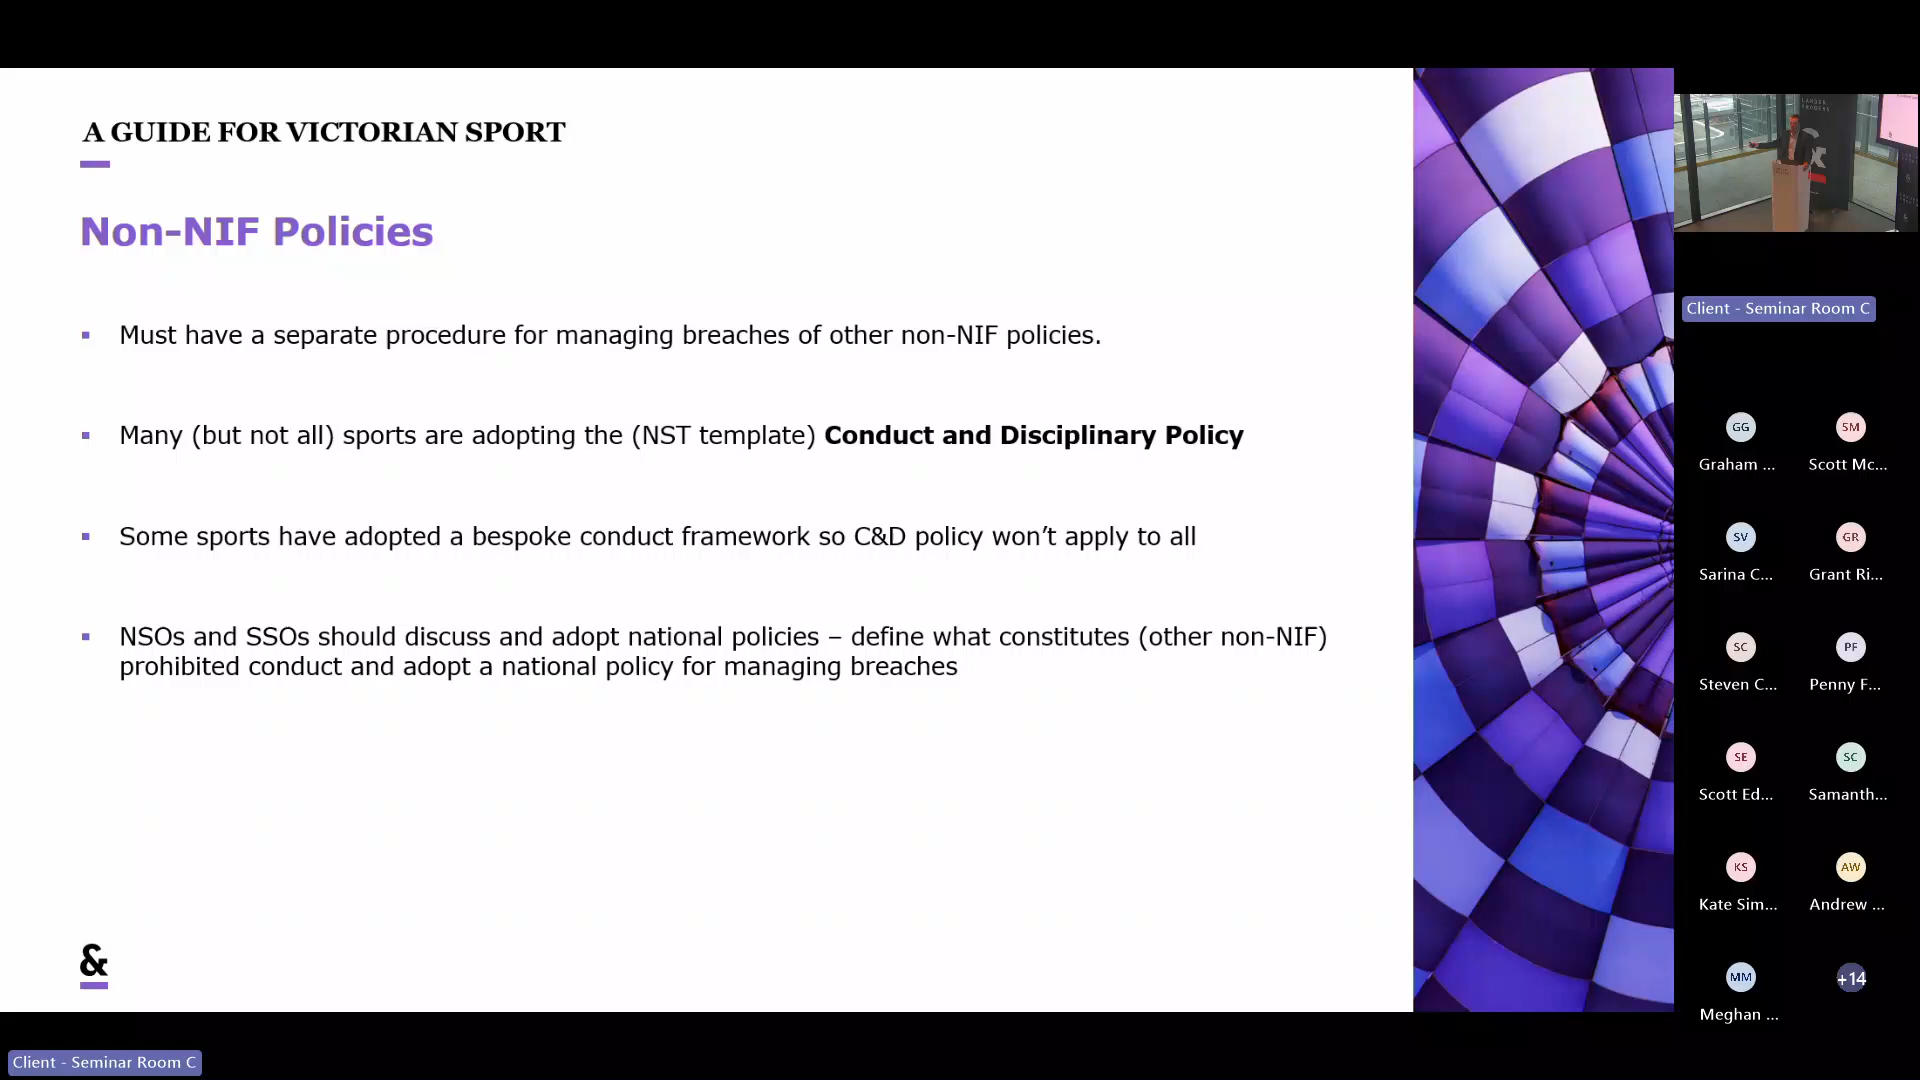 A GUIDE FOR VICTORIAN SPORT
Non-NIF Policies
▪ Must have a separate procedure for managing breaches of other non-NIF policies.
▪ Many (but not all) sports are adopting the (NST template) Conduct and Disciplinary Policy
▪ Some sports have adopted a bespoke conduct framework so C&D policy won’t apply to all
▪ NSOs and SSOs should discuss and adopt national policies – define what constitutes (other non-NIF)
prohibited conduct and adopt a national policy for managing breaches
&
Client - Seminar Room C
LANDER
&
Client - Seminar Room C
GG
SM
Graham ...
Scott Mc...
SV
GR
Sarina C...
Grant Ri...
SC
PF
Steven C...
Penny F...
SE
SC
Scott Ed...
Samanth...
KS
AW
Kate Sim...
Andrew ...
MM
+14
Meghan ...